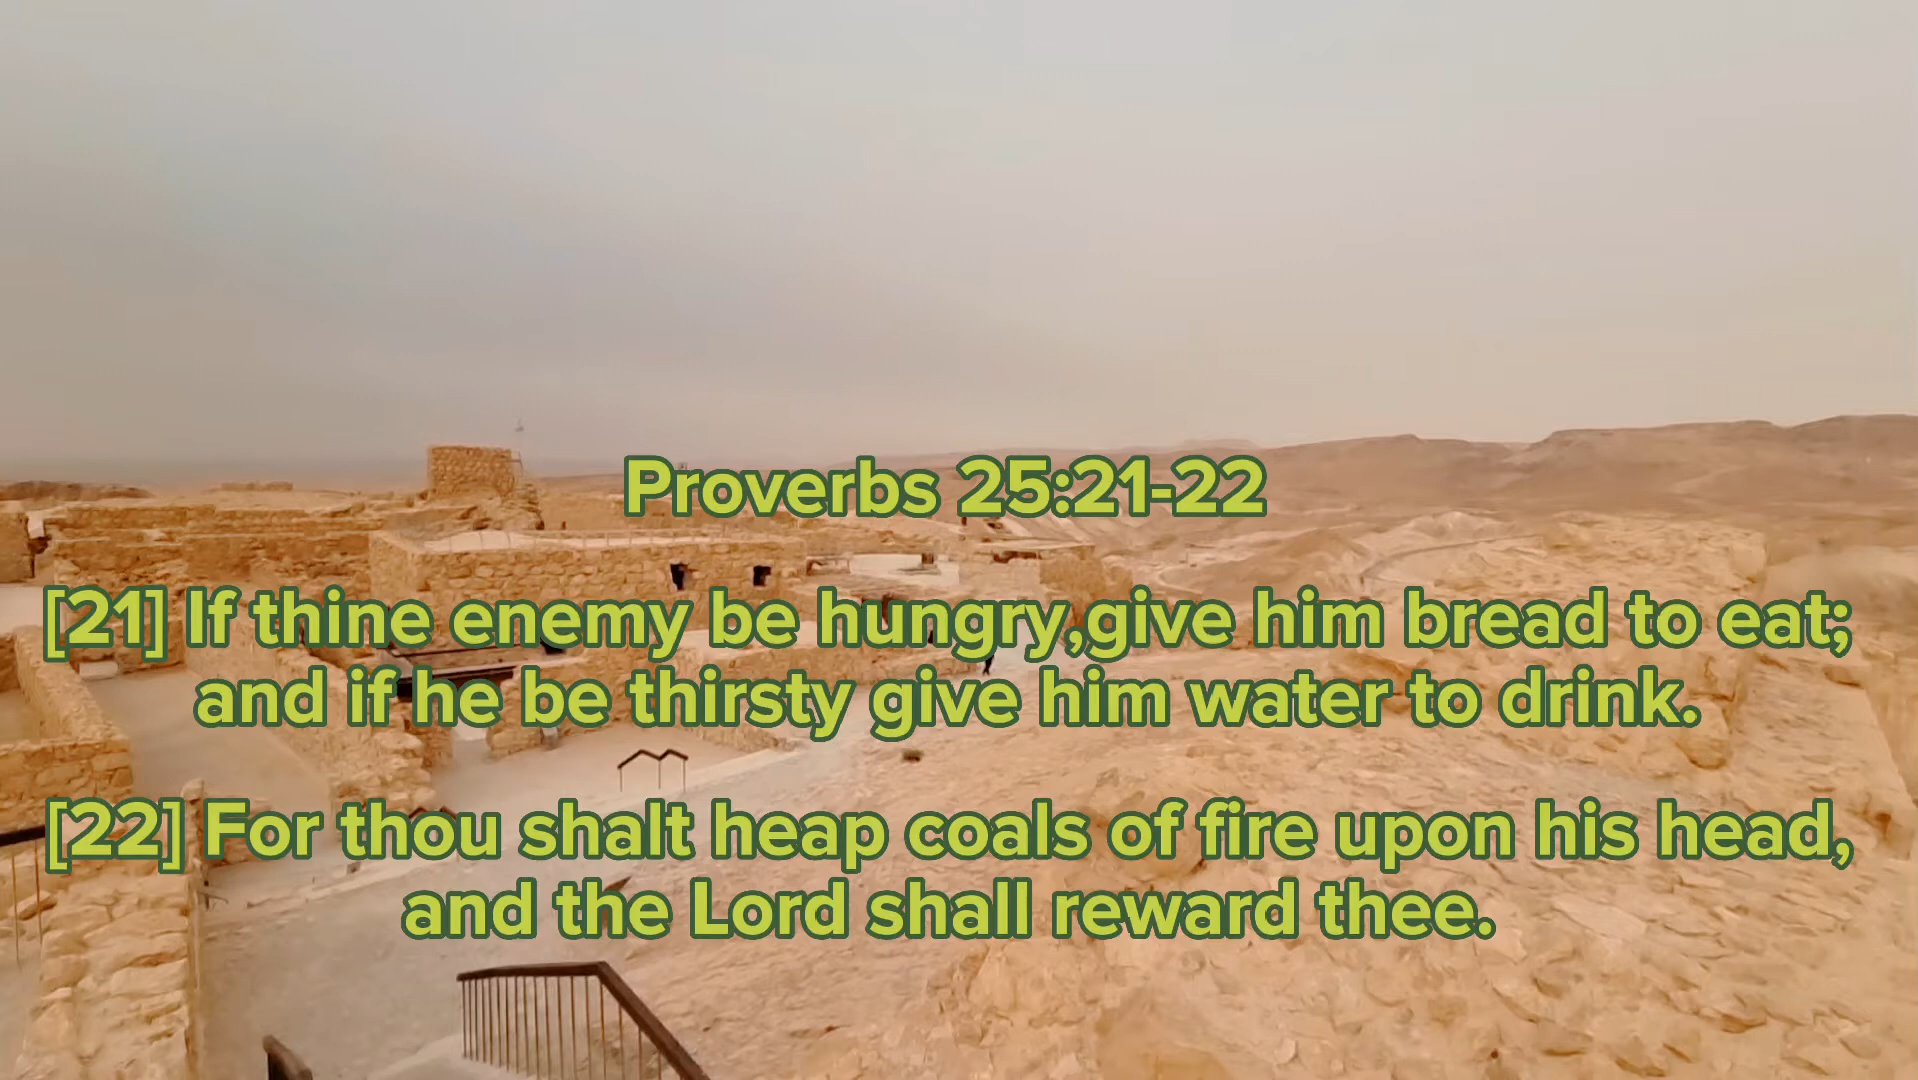 Proverbs 25:21-22
[21] If thine enemy be hungry,give him bread to eat;
and if he be thirsty give him water to drink.
[22] For thou shalt heap coals of fire upon his head,
and the Lord shall reward thee.